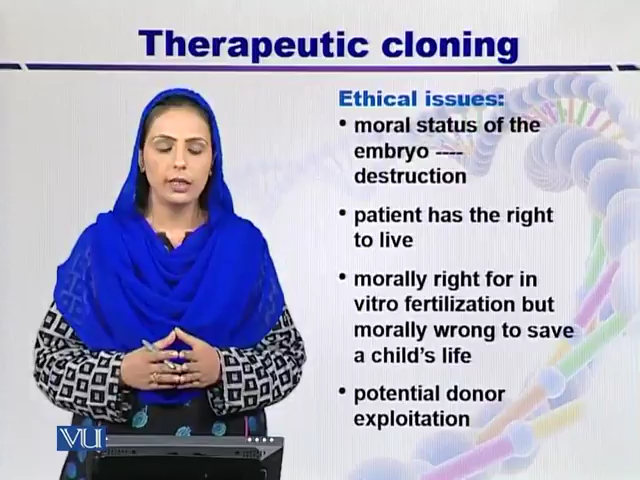 Therapeutic cloning
Ethical issues:
• moral status of the
embryo ----
destruction
• patient has the right
to live
• morally right for in
vitro fertilization but
morally wrong to save
a child's life
• potential donor
exploitation
VU